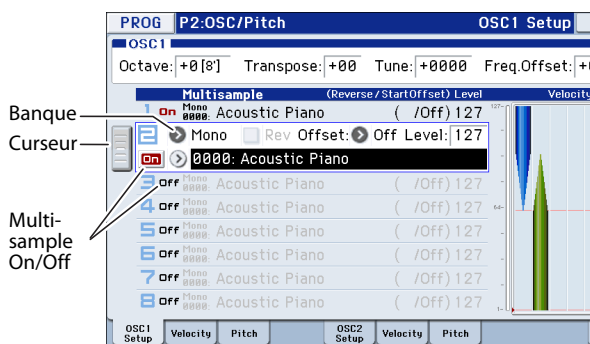 PROG P2:OSC/Pitch OSC1 Setup
OSC1
Octave: +0[8'] Transpose: +00 Tune: +0000 Freq.Offset: +0
Multisample (Reverse/StartOffset) Level Velocity
1 On Mono 0000: Acoustic Piano ( /Off) 127 127
Banque
2 Mono Rev Offset: Off Level: 127
Curseur
On 0000: Acoustic Piano
3 Off Mono 0000: Acoustic Piano ( /Off) 127
4 Off Mono 0000: Acoustic Piano ( /Off) 127 64
Multi-
sample
On/Off
5 Off Mono 0000: Acoustic Piano ( /Off) 127
6 Off Mono 0000: Acoustic Piano ( /Off) 127
7 Off Mono 0000: Acoustic Piano ( /Off) 127
8 Off Mono 0000: Acoustic Piano ( /Off) 127 1
OSC1 Setup Velocity Pitch OSC2 Setup Velocity Pitch